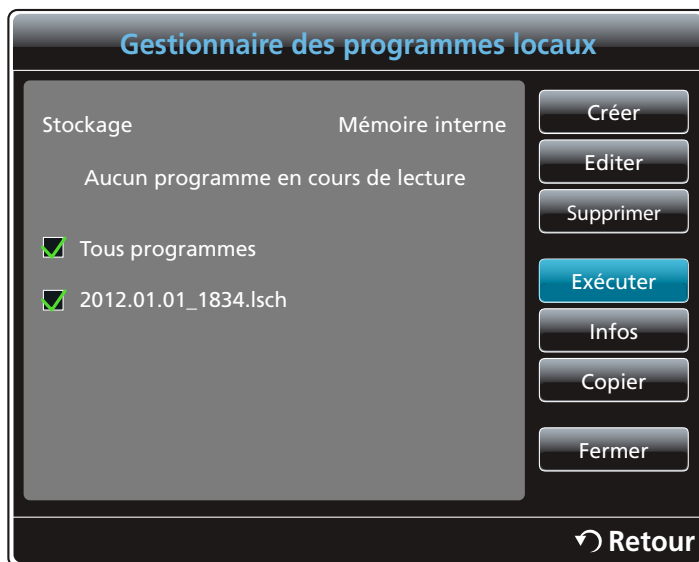 Gestionnaire des programmes locaux
Stockage Mémoire interne
Aucun programme en cours de lecture
Tous programmes
2012.01.01_1834.lsch
Créer
Editer
Supprimer
Exécuter
Infos
Copier
Fermer
Retour